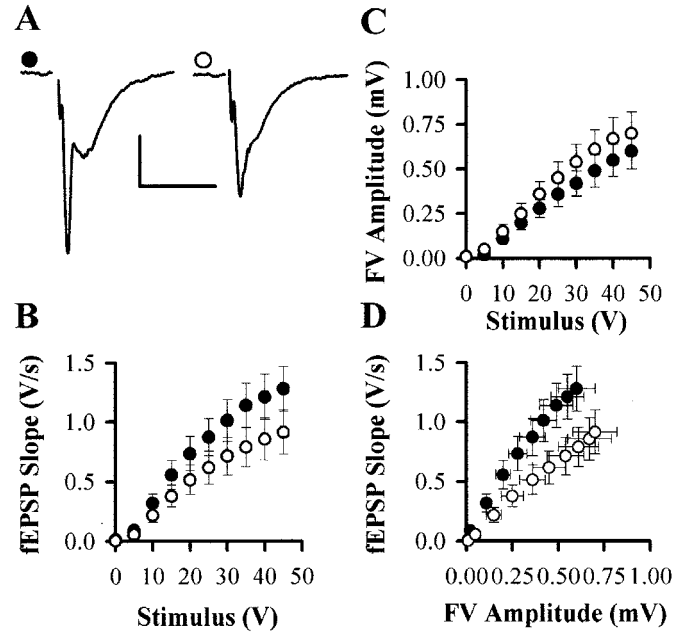 A
C
FV Amplitude (mV)
1.00
0.75
0.50
0.25
0.00
0 10 20 30 40 50
Stimulus (V)
B
fEPSP Slope (V/s)
1.5
1.0
0.5
0.0
0 10 20 30 40 50
Stimulus (V)
D
fEPSP Slope (V/s)
1.5
1.0
0.5
0.0
0.00 0.25 0.50 0.75 1.00
FV Amplitude (mV)